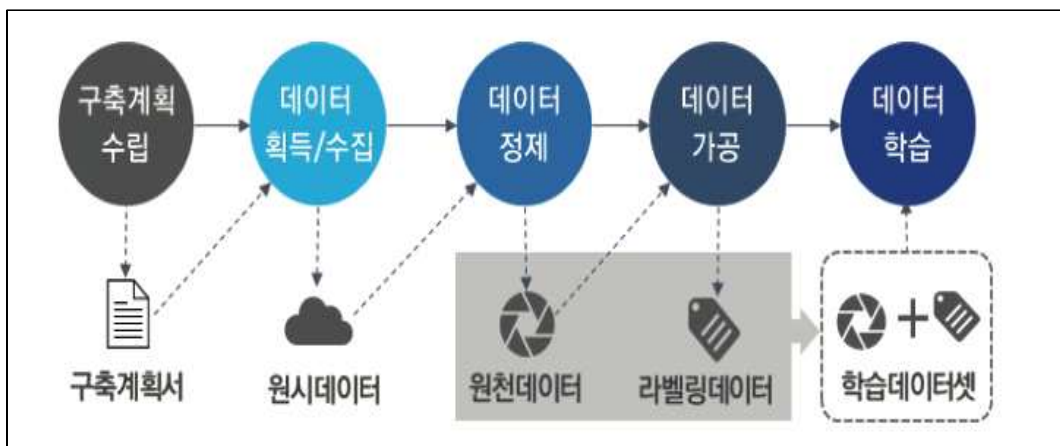 구축계획
수립
데이터
획득/수집
데이터
정제
데이터
가공
데이터
학습
구축계획서
원시데이터
원천데이터
라벨링데이터
+
학습데이터셋